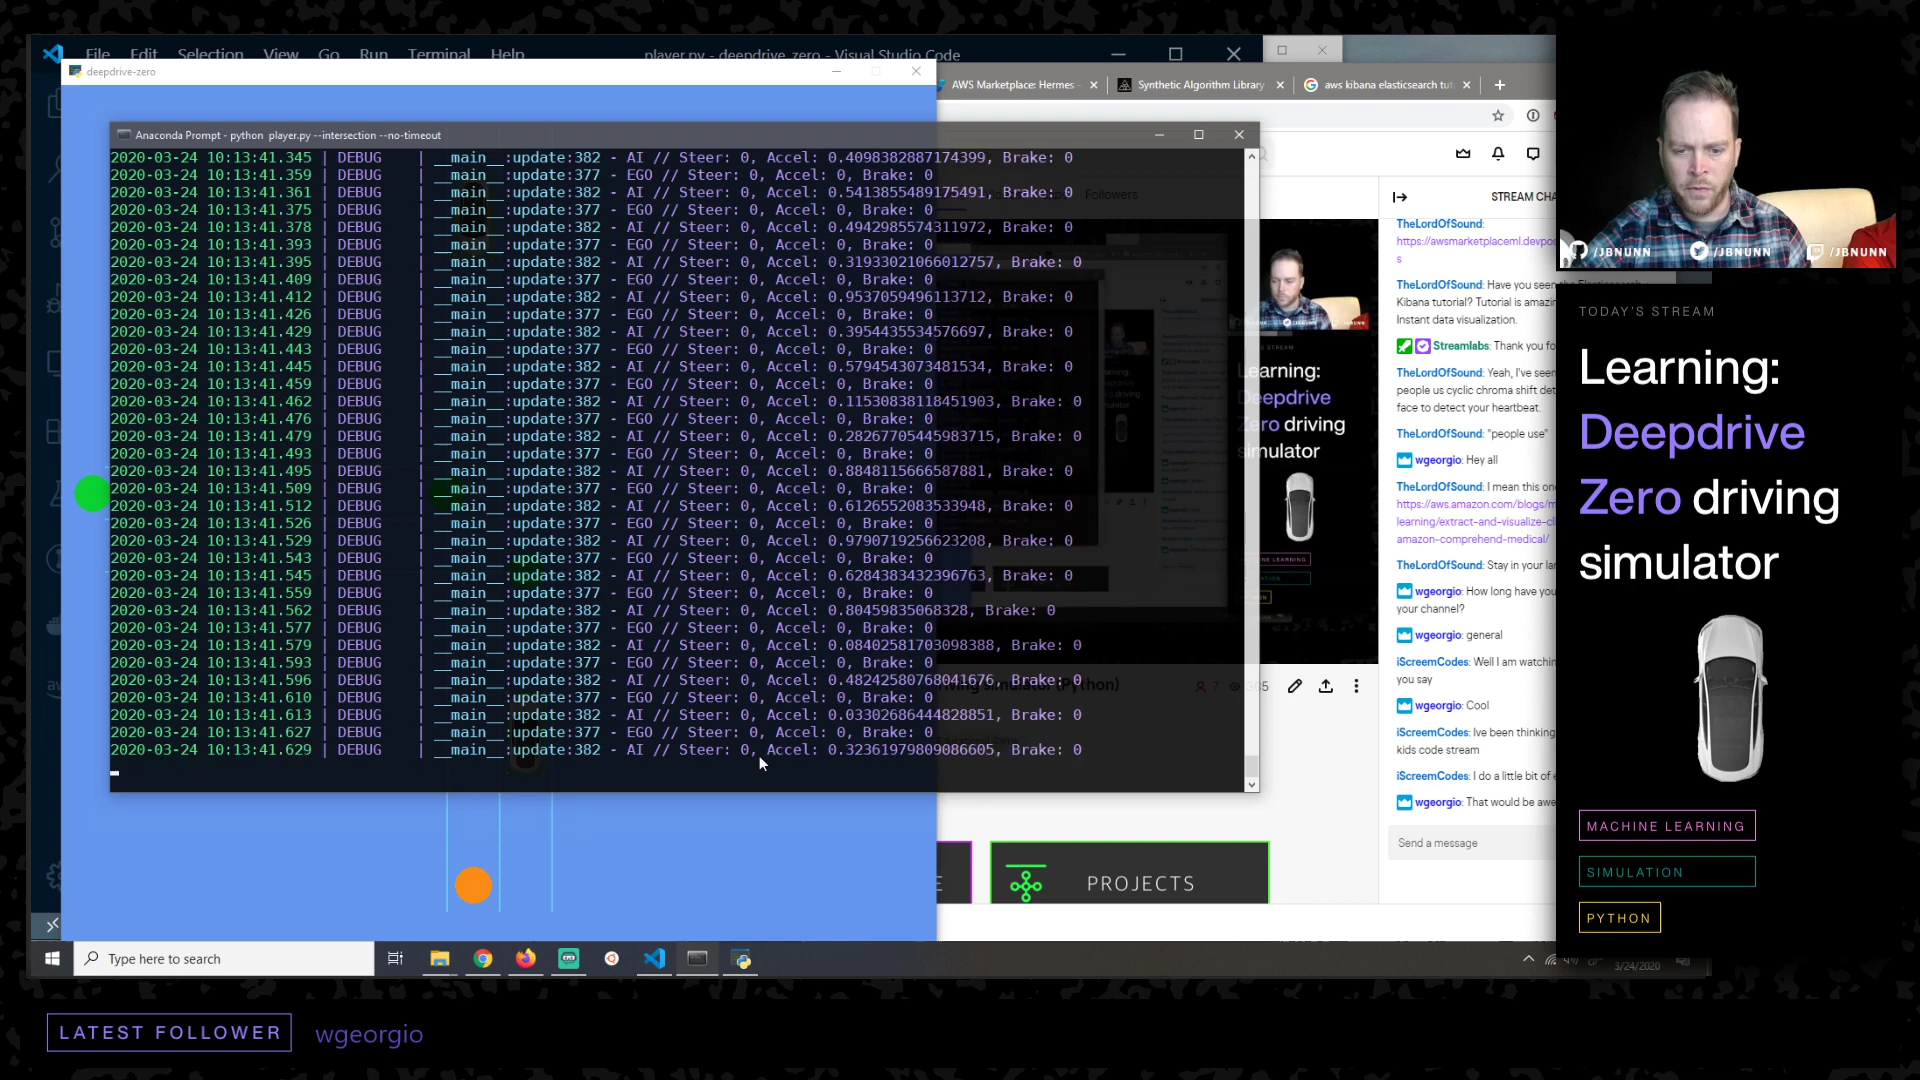 File Edit Selection View Go Run Terminal Help
player.py - deepdrive_zero - Visual Studio Code
deepdrive-zero
AWS Marketplace: Hermes -
Synthetic Algorithm Library
aws kibana elasticsearch tut
Anaconda Prompt - python player.py --intersection --no-timeout
2020-03-24 10:13:41.345 | DEBUG | __main__:update:382 - AI // Steer: 0, Accel: 0.4098382887174399, Brake: 0
2020-03-24 10:13:41.359 | DEBUG | __main__:update:377 - EGO // Steer: 0, Accel: 0, Brake: 0
2020-03-24 10:13:41.361 | DEBUG | __main__:update:382 - AI // Steer: 0, Accel: 0.5413855489175491, Brake: 0
2020-03-24 10:13:41.375 | DEBUG | __main__:update:377 - EGO // Steer: 0, Accel: 0, Brake: 0
2020-03-24 10:13:41.378 | DEBUG | __main__:update:382 - AI // Steer: 0, Accel: 0.4942985574311972, Brake: 0
2020-03-24 10:13:41.393 | DEBUG | __main__:update:377 - EGO // Steer: 0, Accel: 0, Brake: 0
2020-03-24 10:13:41.395 | DEBUG | __main__:update:382 - AI // Steer: 0, Accel: 0.31933021066012757, Brake: 0
2020-03-24 10:13:41.409 | DEBUG | __main__:update:377 - EGO // Steer: 0, Accel: 0, Brake: 0
2020-03-24 10:13:41.412 | DEBUG | __main__:update:382 - AI // Steer: 0, Accel: 0.9537059496113712, Brake: 0
2020-03-24 10:13:41.426 | DEBUG | __main__:update:377 - EGO // Steer: 0, Accel: 0, Brake: 0
2020-03-24 10:13:41.429 | DEBUG | __main__:update:382 - AI // Steer: 0, Accel: 0.3954435534576697, Brake: 0
2020-03-24 10:13:41.443 | DEBUG | __main__:update:377 - EGO // Steer: 0, Accel: 0, Brake: 0
2020-03-24 10:13:41.445 | DEBUG | __main__:update:382 - AI // Steer: 0, Accel: 0.5794543073481534, Brake: 0
2020-03-24 10:13:41.459 | DEBUG | __main__:update:377 - EGO // Steer: 0, Accel: 0, Brake: 0
2020-03-24 10:13:41.462 | DEBUG | __main__:update:382 - AI // Steer: 0, Accel: 0.11530838118451903, Brake: 0
2020-03-24 10:13:41.476 | DEBUG | __main__:update:377 - EGO // Steer: 0, Accel: 0, Brake: 0
2020-03-24 10:13:41.479 | DEBUG | __main__:update:382 - AI // Steer: 0, Accel: 0.28267705445983715, Brake: 0
2020-03-24 10:13:41.493 | DEBUG | __main__:update:377 - EGO // Steer: 0, Accel: 0, Brake: 0
2020-03-24 10:13:41.495 | DEBUG | __main__:update:382 - AI // Steer: 0, Accel: 0.8848115666587881, Brake: 0
2020-03-24 10:13:41.509 | DEBUG | __main__:update:377 - EGO // Steer: 0, Accel: 0, Brake: 0
2020-03-24 10:13:41.512 | DEBUG | __main__:update:382 - AI // Steer: 0, Accel: 0.6126552083533948, Brake: 0
2020-03-24 10:13:41.526 | DEBUG | __main__:update:377 - EGO // Steer: 0, Accel: 0, Brake: 0
2020-03-24 10:13:41.529 | DEBUG | __main__:update:382 - AI // Steer: 0, Accel: 0.9790719256623208, Brake: 0
2020-03-24 10:13:41.543 | DEBUG | __main__:update:377 - EGO // Steer: 0, Accel: 0, Brake: 0
2020-03-24 10:13:41.545 | DEBUG | __main__:update:382 - AI // Steer: 0, Accel: 0.6284383432396763, Brake: 0
2020-03-24 10:13:41.559 | DEBUG | __main__:update:377 - EGO // Steer: 0, Accel: 0, Brake: 0
2020-03-24 10:13:41.562 | DEBUG | __main__:update:382 - AI // Steer: 0, Accel: 0.80459835068328, Brake: 0
2020-03-24 10:13:41.577 | DEBUG | __main__:update:377 - EGO // Steer: 0, Accel: 0, Brake: 0
2020-03-24 10:13:41.579 | DEBUG | __main__:update:382 - AI // Steer: 0, Accel: 0.08402581703098388, Brake: 0
2020-03-24 10:13:41.593 | DEBUG | __main__:update:377 - EGO // Steer: 0, Accel: 0, Brake: 0
2020-03-24 10:13:41.596 | DEBUG | __main__:update:382 - AI // Steer: 0, Accel: 0.48242580768041676, Brake: 0
2020-03-24 10:13:41.610 | DEBUG | __main__:update:377 - EGO // Steer: 0, Accel: 0, Brake: 0
2020-03-24 10:13:41.613 | DEBUG | __main__:update:382 - AI // Steer: 0, Accel: 0.03302686444828851, Brake: 0
2020-03-24 10:13:41.627 | DEBUG | __main__:update:377 - EGO // Steer: 0, Accel: 0, Brake: 0
2020-03-24 10:13:41.629 | DEBUG | __main__:update:382 - AI // Steer: 0, Accel: 0.32361979809086605, Brake: 0
Followers
Learning:
Deepdrive
Zero driving
simulator
driving simulator (Python)
7
PROJECTS
STREAM CHA
TheLordOfSound:
https://awsmarketplaceml.devpo
s
TheLordOfSound: Have you seen
Kibana tutorial? Tutorial is amazin
Instant data visualization.
Streamlabs: Thank you fo
TheLordOfSound: Yeah, I've seen
people us cyclic chroma shift det
face to detect your heartbeat.
TheLordOfSound: "people use"
wgeorgio: Hey all
TheLordOfSound: I mean this on
https://aws.amazon.com/blogs/m
learning/extract-and-visualize-cl
amazon-comprehend-medical/
TheLordOfSound: Stay in your la
wgeorgio: How long have you
your channel?
wgeorgio: general
iScreemCodes: Well I am watchin
you say
wgeorgio: Cool
iScreemCodes: Ive been thinking
kids code stream
iScreemCodes: I do a little bit of e
wgeorgio: That would be awe
Send a message
/JBNUNN /JBNUNN /JBNUNN
TODAY'S STREAM
Learning:
Deepdrive
Zero driving
simulator
MACHINE LEARNING
SIMULATION
PYTHON
Type here to search
3/24/2020
LATEST FOLLOWER wgeorgio